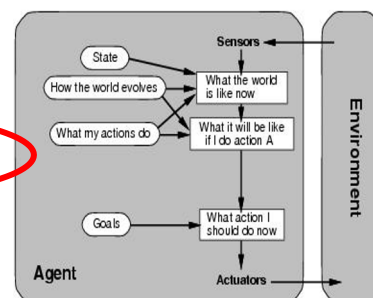 Sensors
State
How the world evolves
What the world
is like now
What my actions do
What it will be like
if I do action A
Goals
What action I
should do now
Agent
Actuators
Environment